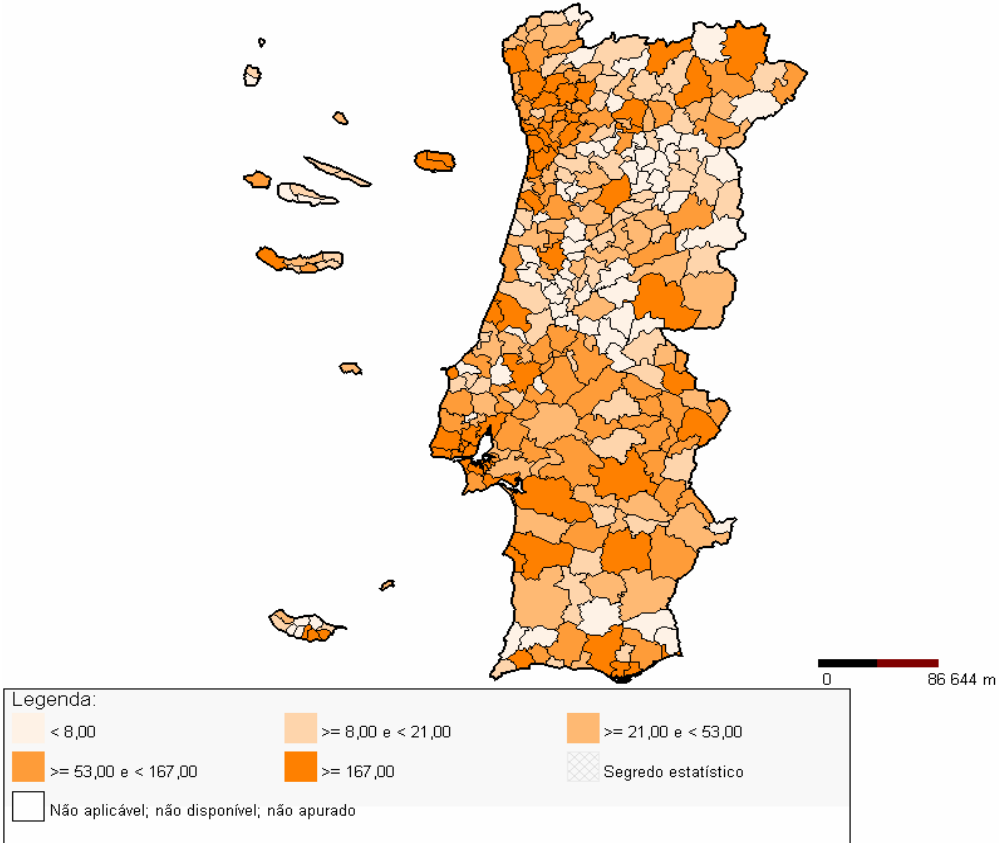 0 86 644 m
Legenda:
< 8,00 >= 8,00 e < 21,00 >= 21,00 e < 53,00
>= 53,00 e < 167,00 >= 167,00 Segredo estatístico
Não aplicável; não disponível; não apurado